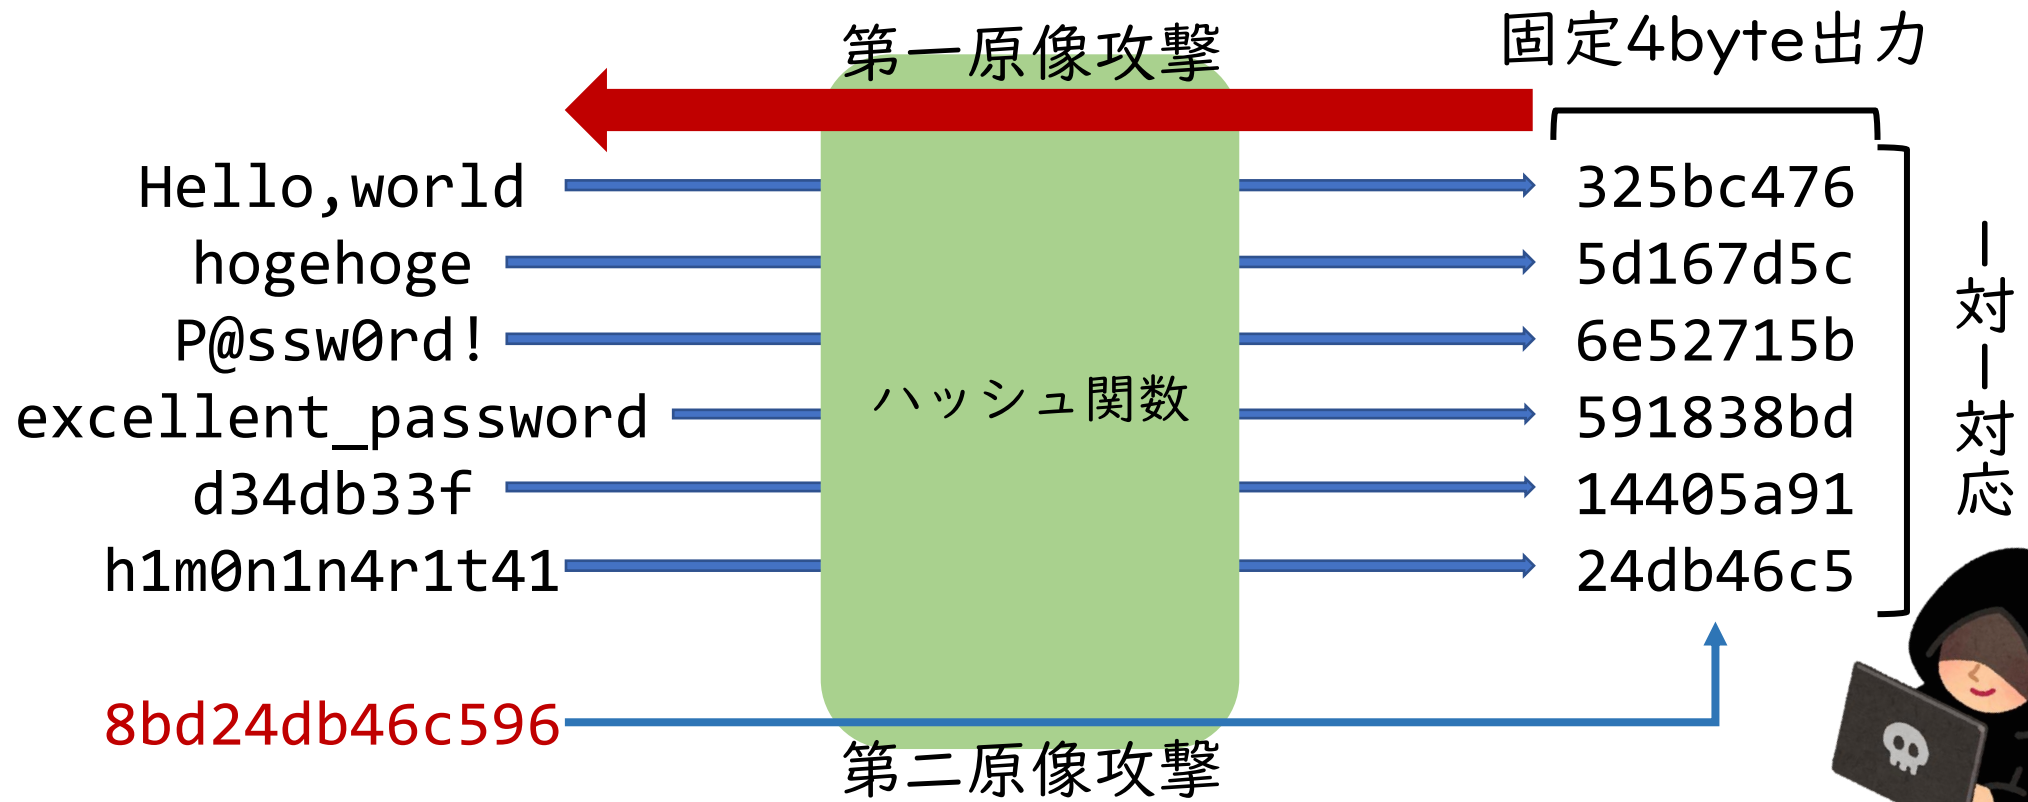 第一原像攻撃
固定4byte出力
Hello,world
325bc476
hogehoge
5d167d5c
P@ssw0rd!
6e52715b
excellent_password
591838bd
d34db33f
14405a91
h1m0n1n4r1t41
24db46c5
ハッシュ関数
一対一対応
8bd24db46c596
第二原像攻撃